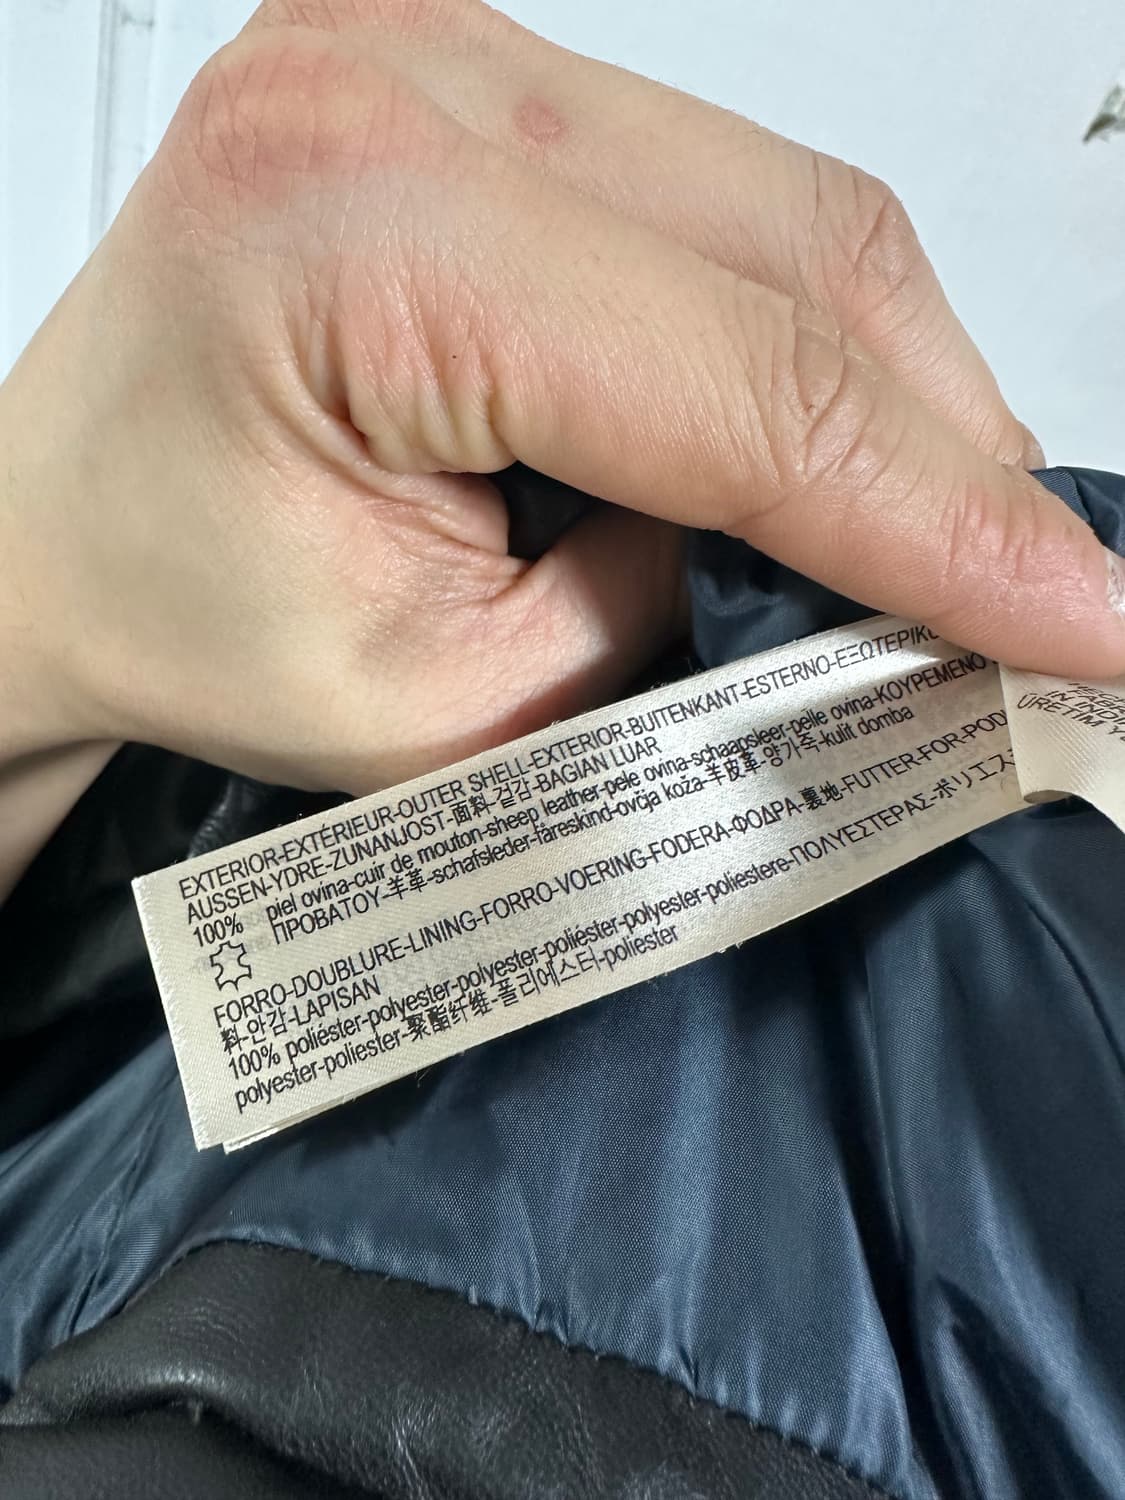 EXTERIOR-EXTÉRIEUR-OUTER SHELL-EXTERIOR-BUITENKANT-ESTERNO-ΕΞΩΤΕΡΙΚ
AUSSEN-YDRE-ZUNANJOST-面料-겉감-BAGIAN LUAR
100% piel ovina-cuir de mouton-sheep leather-pele ovina-schaapsleer-pelle ovina-ΚΟΥΡΕΜΕΝΟ
ΠΡΟΒΑΤΟΥ-羊革-schafsleder-fåreskind-ovčja koža-羊皮革-양가죽-kulit domba
FORRO-DOUBLURE-LINING-FORRO-VOERING-FODERA-ΦΟΔΡΑ-裏地-FUTTER-FOR-POD
料-안감-LAPISAN
100% poliéster-polyester-polyester-poliéster-polyester-poliestere-ΠΟΛΥΕΣΤΕΡΑΣ-ポリエス
polyester-poliester-聚酯纤维-폴리에스터-poliester
ÜRETİM